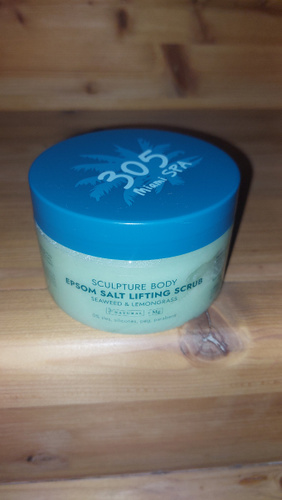 305
Miami SPA
SCULPTURE BODY
EPSOM SALT LIFTING SCRUB
SEAWEED & LEMONGRASS